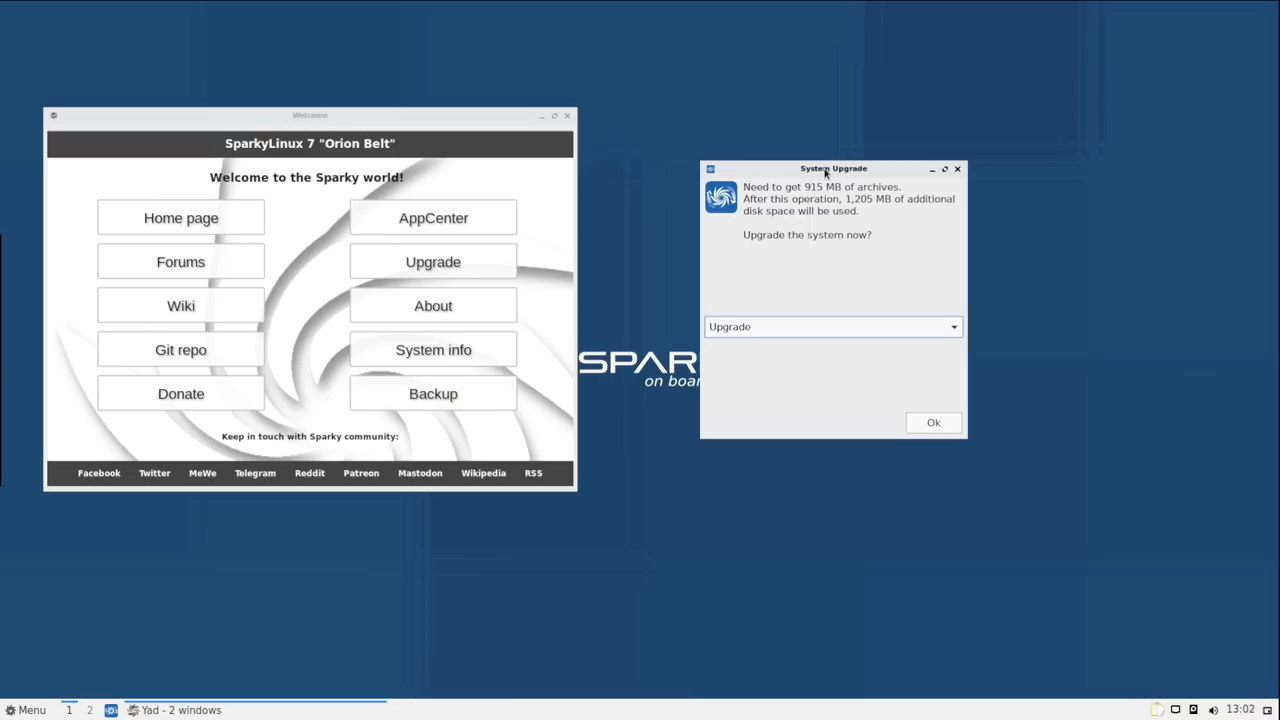 Welcome
SparkyLinux 7 "Orion Belt"
Welcome to the Sparky world!
Home page
AppCenter
Forums
Upgrade
Wiki
About
Git repo
System info
Donate
Backup
Keep in touch with Sparky community:
Facebook Twitter MeWe Telegram Reddit Patreon Mastodon Wikipedia RSS
System Upgrade
Need to get 915 MB of archives.
After this operation, 1,205 MB of additional
disk space will be used.
Upgrade the system now?
Upgrade
Ok
SPAR
on boar
Menu 1 2 Yad - 2 windows 13:02